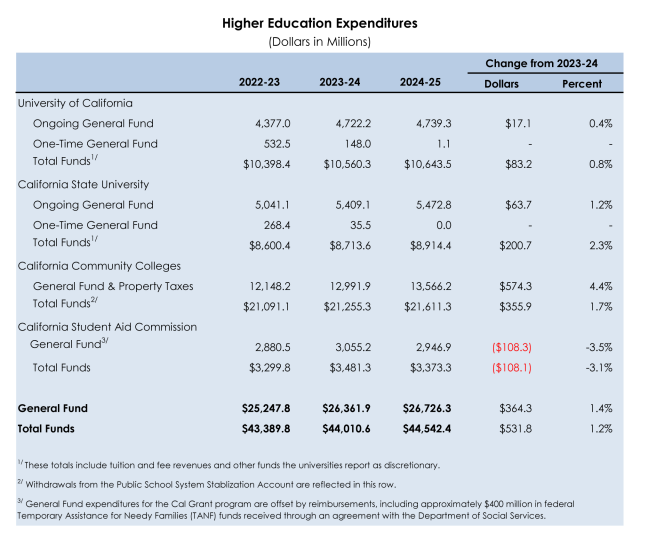 Higher Education Expenditures
(Dollars in Millions)
Change from 2023-24
2022-23 2023-24 2024-25 Dollars Percent
University of California
Ongoing General Fund 4,377.0 4,722.2 4,739.3 $17.1 0.4%
One-Time General Fund 532.5 148.0 1.1 - -
Total Funds1/ $10,398.4 $10,560.3 $10,643.5 $83.2 0.8%
California State University
Ongoing General Fund 5,041.1 5,409.1 5,472.8 $63.7 1.2%
One-Time General Fund 268.4 35.5 0.0 - -
Total Funds1/ $8,600.4 $8,713.6 $8,914.4 $200.7 2.3%
California Community Colleges
General Fund & Property Taxes 12,148.2 12,991.9 13,566.2 $574.3 4.4%
Total Funds2/ $21,091.1 $21,255.3 $21,611.3 $355.9 1.7%
California Student Aid Commission
General Fund3/ 2,880.5 3,055.2 2,946.9 ($108.3) -3.5%
Total Funds $3,299.8 $3,481.3 $3,373.3 ($108.1) -3.1%
General Fund $25,247.8 $26,361.9 $26,726.3 $364.3 1.4%
Total Funds $43,389.8 $44,010.6 $44,542.4 $531.8 1.2%
1/ These totals include tuition and fee revenues and other funds the universities report as discretionary.
2/ Withdrawals from the Public School System Stablization Account are reflected in this row.
3/ General Fund expenditures for the Cal Grant program are offset by reimbursements, including approximately $400 million in federal
Temporary Assistance for Needy Families (TANF) funds received through an agreement with the Department of Social Services.